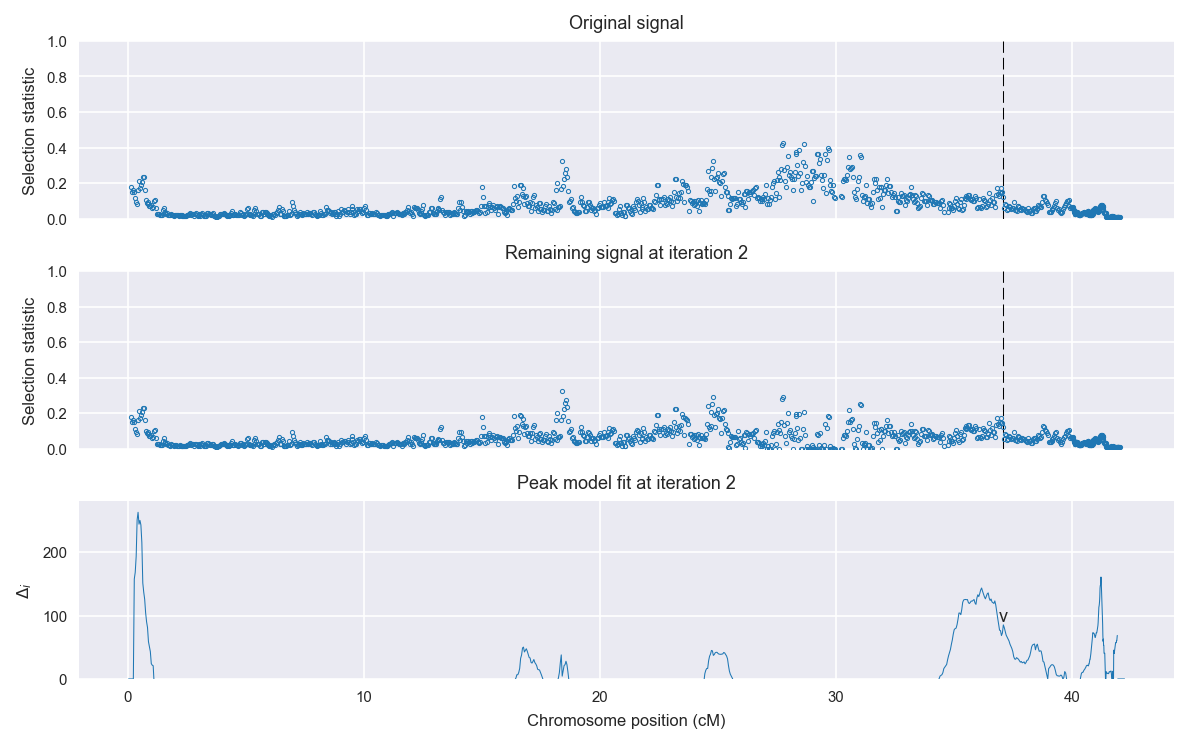 Original signal
1.0
0.8
0.6
0.4
0.2
0.0
Selection statistic
Remaining signal at iteration 2
1.0
0.8
0.6
0.4
0.2
0.0
Selection statistic
Peak model fit at iteration 2
200
100
0
Δi
v
0 10 20 30 40
Chromosome position (cM)